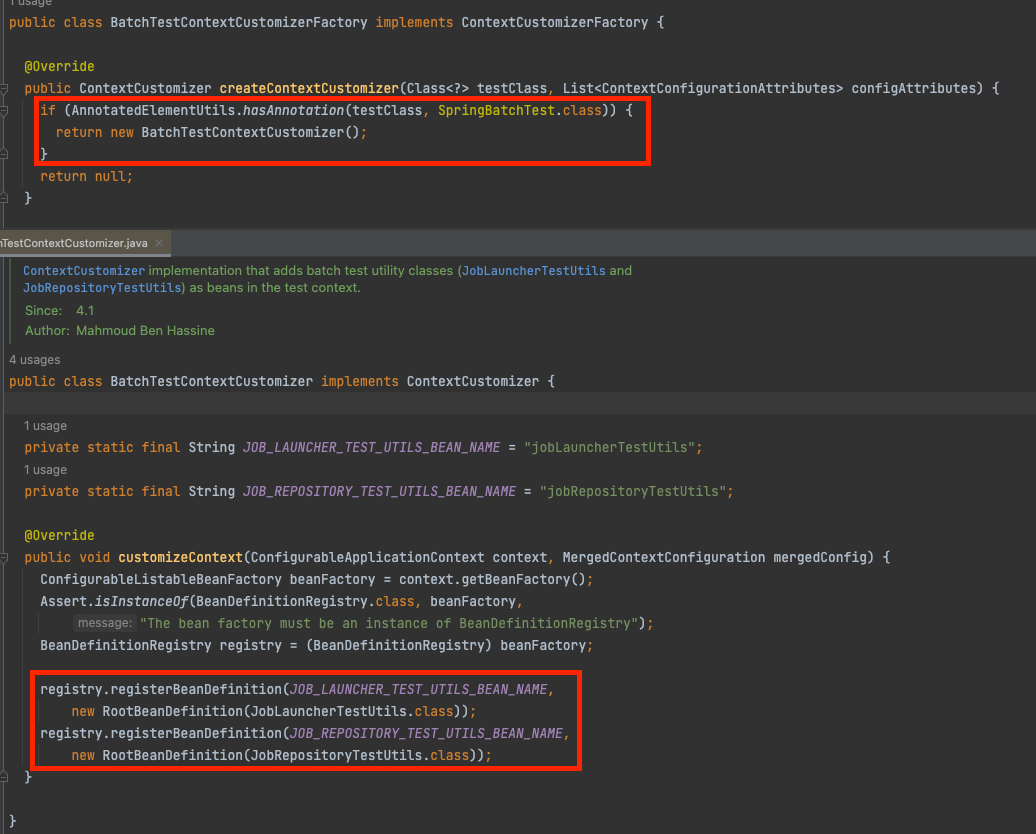 1 usage
public class BatchTestContextCustomizerFactory implements ContextCustomizerFactory {
@Override
public ContextCustomizer createContextCustomizer(Class<?> testClass, List<ContextConfigurationAttributes> configAttributes) {
if (AnnotatedElementUtils.hasAnnotation(testClass, SpringBatchTest.class)) {
return new BatchTestContextCustomizer();
}
return null;
}
TestContextCustomizer.java ×
ContextCustomizer implementation that adds batch test utility classes (JobLauncherTestUtils and
JobRepositoryTestUtils) as beans in the test context.
Since: 4.1
Author: Mahmoud Ben Hassine
4 usages
public class BatchTestContextCustomizer implements ContextCustomizer {
1 usage
private static final String JOB_LAUNCHER_TEST_UTILS_BEAN_NAME = "jobLauncherTestUtils";
1 usage
private static final String JOB_REPOSITORY_TEST_UTILS_BEAN_NAME = "jobRepositoryTestUtils";
@Override
public void customizeContext(ConfigurableApplicationContext context, MergedContextConfiguration mergedConfig) {
ConfigurableListableBeanFactory beanFactory = context.getBeanFactory();
Assert.isInstanceOf(BeanDefinitionRegistry.class, beanFactory,
message: "The bean factory must be an instance of BeanDefinitionRegistry");
BeanDefinitionRegistry registry = (BeanDefinitionRegistry) beanFactory;
registry.registerBeanDefinition(JOB_LAUNCHER_TEST_UTILS_BEAN_NAME,
new RootBeanDefinition(JobLauncherTestUtils.class));
registry.registerBeanDefinition(JOB_REPOSITORY_TEST_UTILS_BEAN_NAME,
new RootBeanDefinition(JobRepositoryTestUtils.class));
}
}